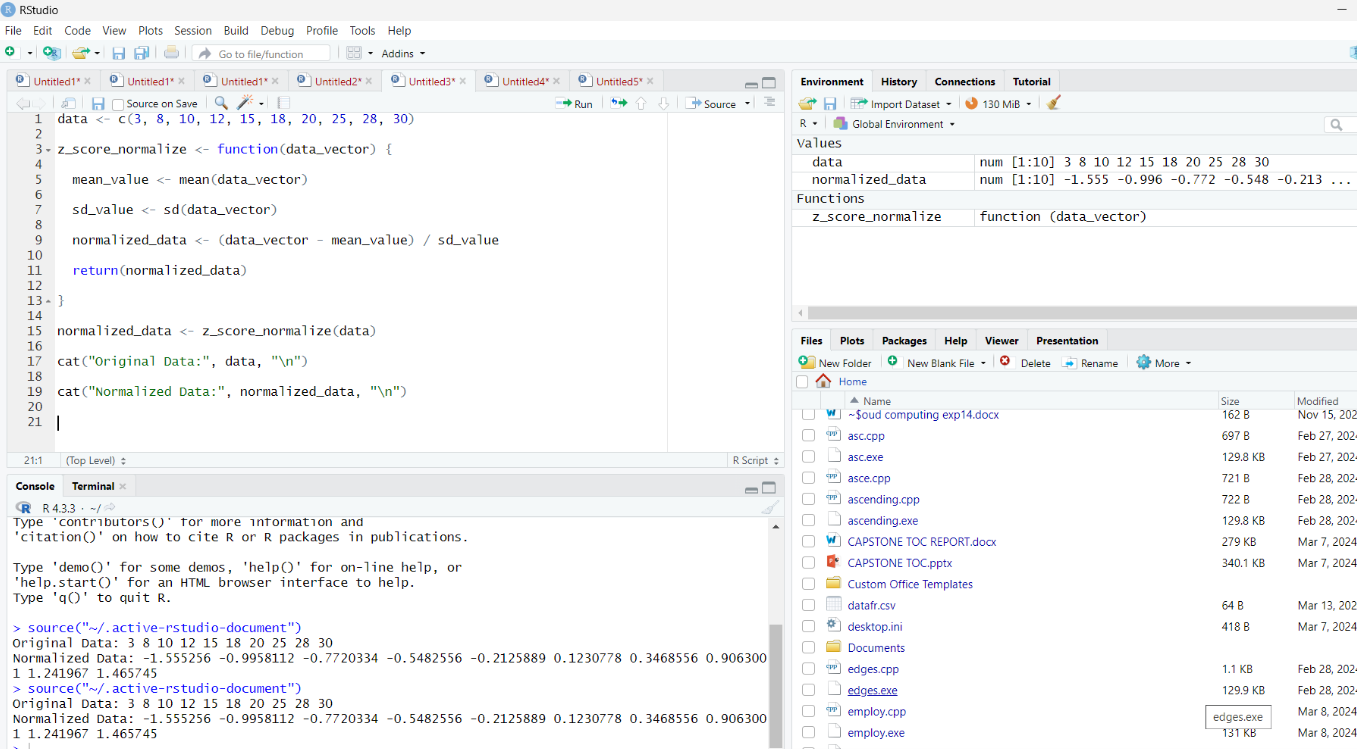 RStudio
File Edit Code View Plots Session Build Debug Profile Tools Help
Go to file/function Addins
Untitled1* Untitled1* Untitled1* Untitled2* Untitled3* Untitled4* Untitled5*
Source on Save Run Source
1 data <- c(3, 8, 10, 12, 15, 18, 20, 25, 28, 30)
2
3 z_score_normalize <- function(data_vector) {
4
5 mean_value <- mean(data_vector)
6
7 sd_value <- sd(data_vector)
8
9 normalized_data <- (data_vector - mean_value) / sd_value
10
11 return(normalized_data)
12
13 }
14
15 normalized_data <- z_score_normalize(data)
16
17 cat("Original Data:", data, "\n")
18
19 cat("Normalized Data:", normalized_data, "\n")
20
21
21:1 (Top Level) R Script
Console Terminal
R 4.3.3 · ~/
Type 'contributors()' for more information and
'citation()' on how to cite R or R packages in publications.
Type 'demo()' for some demos, 'help()' for on-line help, or
'help.start()' for an HTML browser interface to help.
Type 'q()' to quit R.
> source("~/.active-rstudio-document")
Original Data: 3 8 10 12 15 18 20 25 28 30
Normalized Data: -1.555256 -0.9958112 -0.7720334 -0.5482556 -0.2125889 0.1230778 0.3468556 0.906300
1 1.241967 1.465745
> source("~/.active-rstudio-document")
Original Data: 3 8 10 12 15 18 20 25 28 30
Normalized Data: -1.555256 -0.9958112 -0.7720334 -0.5482556 -0.2125889 0.1230778 0.3468556 0.906300
1 1.241967 1.465745
>
Environment History Connections Tutorial
Import Dataset 130 MiB
R Global Environment
Values
data num [1:10] 3 8 10 12 15 18 20 25 28 30
normalized_data num [1:10] -1.555 -0.996 -0.772 -0.548 -0.213 ...
Functions
z_score_normalize function (data_vector)
Files Plots Packages Help Viewer Presentation
New Folder New Blank File Delete Rename More
Home
Name Size Modified
~$oud computing exp14.docx 162 B Nov 15, 202
asc.cpp 697 B Feb 27, 2024
asc.exe 129.8 KB Feb 27, 2024
asce.cpp 721 B Feb 28, 2024
ascending.cpp 722 B Feb 28, 2024
ascending.exe 129.8 KB Feb 28, 2024
CAPSTONE TOC REPORT.docx 279 KB Mar 7, 2024
CAPSTONE TOC.pptx 340.1 KB Mar 7, 2024
Custom Office Templates
datafr.csv 64 B Mar 13, 202
desktop.ini 418 B Mar 7, 2024
Documents
edges.cpp 1.1 KB Feb 28, 2024
edges.exe 129.9 KB Feb 28, 2024
employ.cpp Mar 8, 2024
edges.exe
employ.exe 131 KB Mar 8, 2024